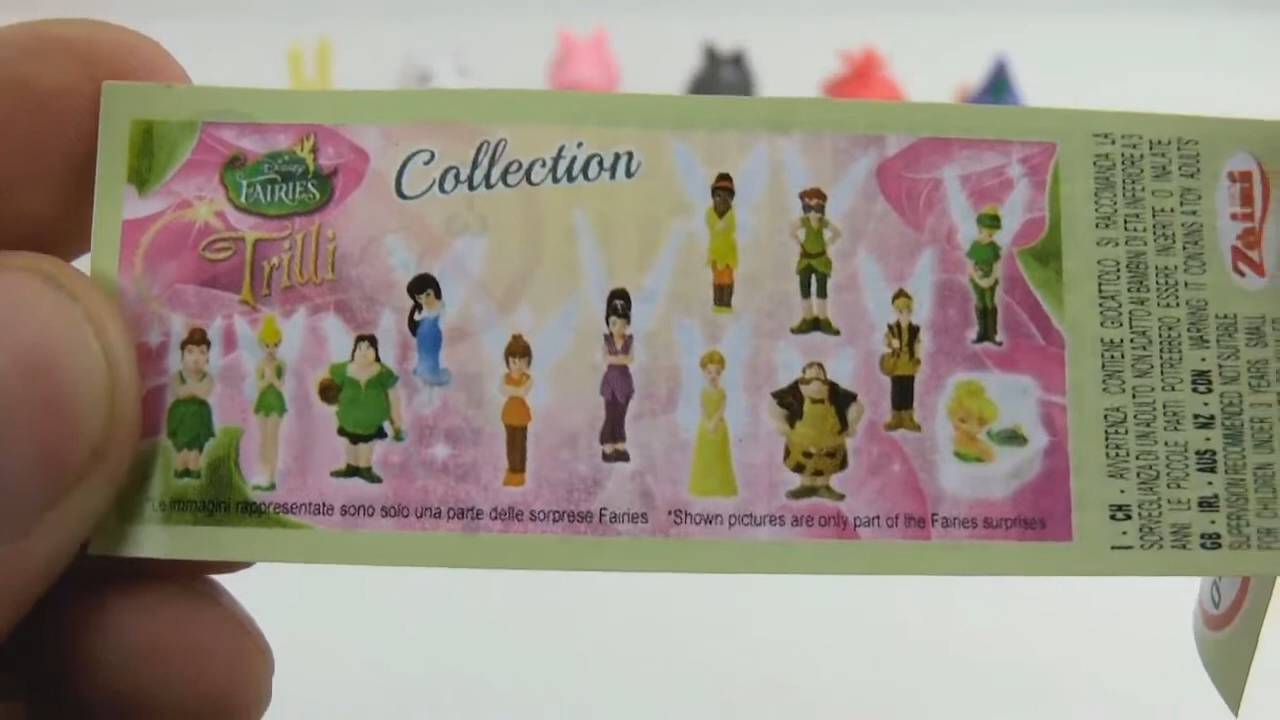 Disney
FAIRIES
Trilli
Collection
*Le immagini rappresentate sono solo una parte delle sorprese Fairies
*Shown pictures are only part of the Fairies surprises
I - CH - AVVERTENZA CONTIENE GIOCATTOLO. SI RACCOMANDA LA
SORVEGLIANZA DI UN ADULTO. NON ADATTO AI BAMBINI DI ETÀ INFERIORE A 3
ANNI. LE PICCOLE PARTI POTREBBERO ESSERE INGERITE O INALATE
GB - IRL - AUS - NZ - CDN - WARNING IT CONTAINS A TOY. ADULTS
SUPERVISION RECOMMENDED. NOT SUITABLE
FOR CHILDREN UNDER 3 YEARS. SMALL
Zaini